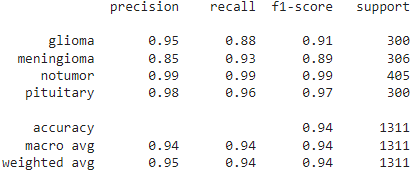 precision recall f1-score support
glioma 0.95 0.88 0.91 300
meningioma 0.85 0.93 0.89 306
notumor 0.99 0.99 0.99 405
pituitary 0.98 0.96 0.97 300
accuracy 0.94 1311
macro avg 0.94 0.94 0.94 1311
weighted avg 0.95 0.94 0.94 1311